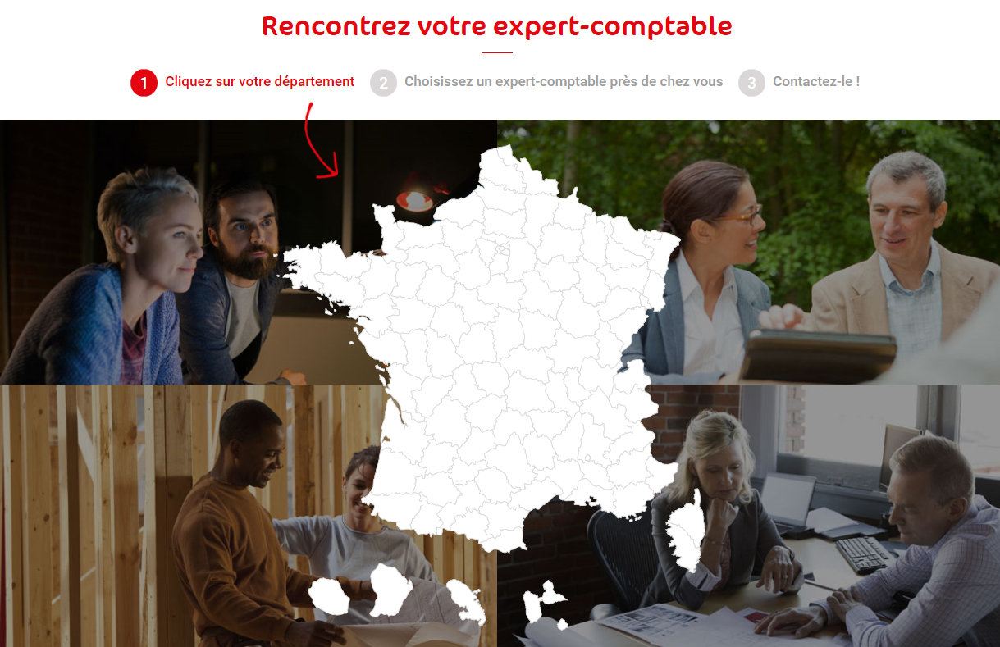 Rencontrez votre expert-comptable
1 Cliquez sur votre département 2 Choisissez un expert-comptable près de chez vous 3 Contactez-le !